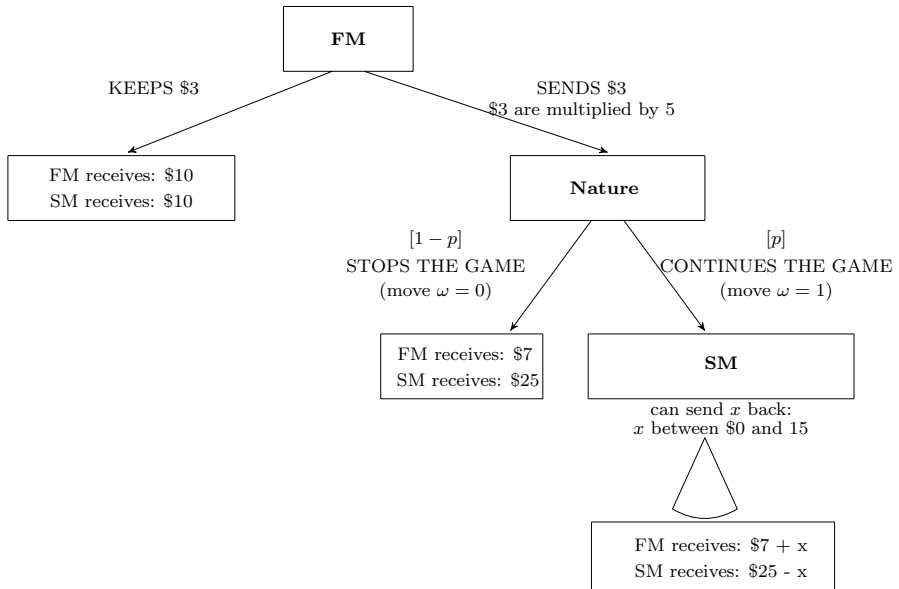 FM
KEEPS $3
SENDS $3
$3 are multiplied by 5
FM receives: $10
SM receives: $10
Nature
[1 − p]
STOPS THE GAME
(move ω = 0)
[p]
CONTINUES THE GAME
(move ω = 1)
FM receives: $7
SM receives: $25
SM
can send x back:
x between $0 and 15
FM receives: $7 + x
SM receives: $25 - x